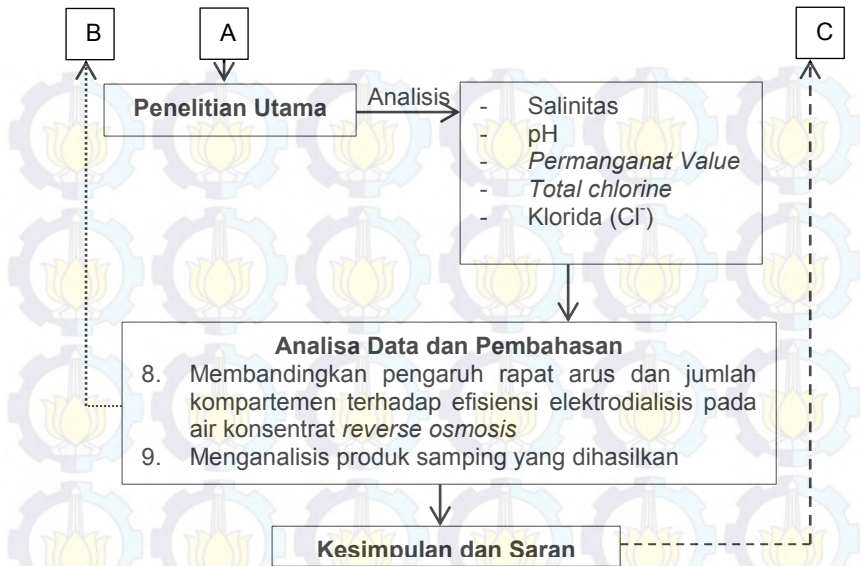 B
A
C
Penelitian Utama
Analisis
- Salinitas
- pH
- Permanganat Value
- Total chlorine
- Klorida (Cl⁻)
Analisa Data dan Pembahasan
8. Membandingkan pengaruh rapat arus dan jumlah
kompartemen terhadap efisiensi elektrodialisis pada
air konsentrat reverse osmosis
9. Menganalisis produk samping yang dihasilkan
Kesimpulan dan Saran